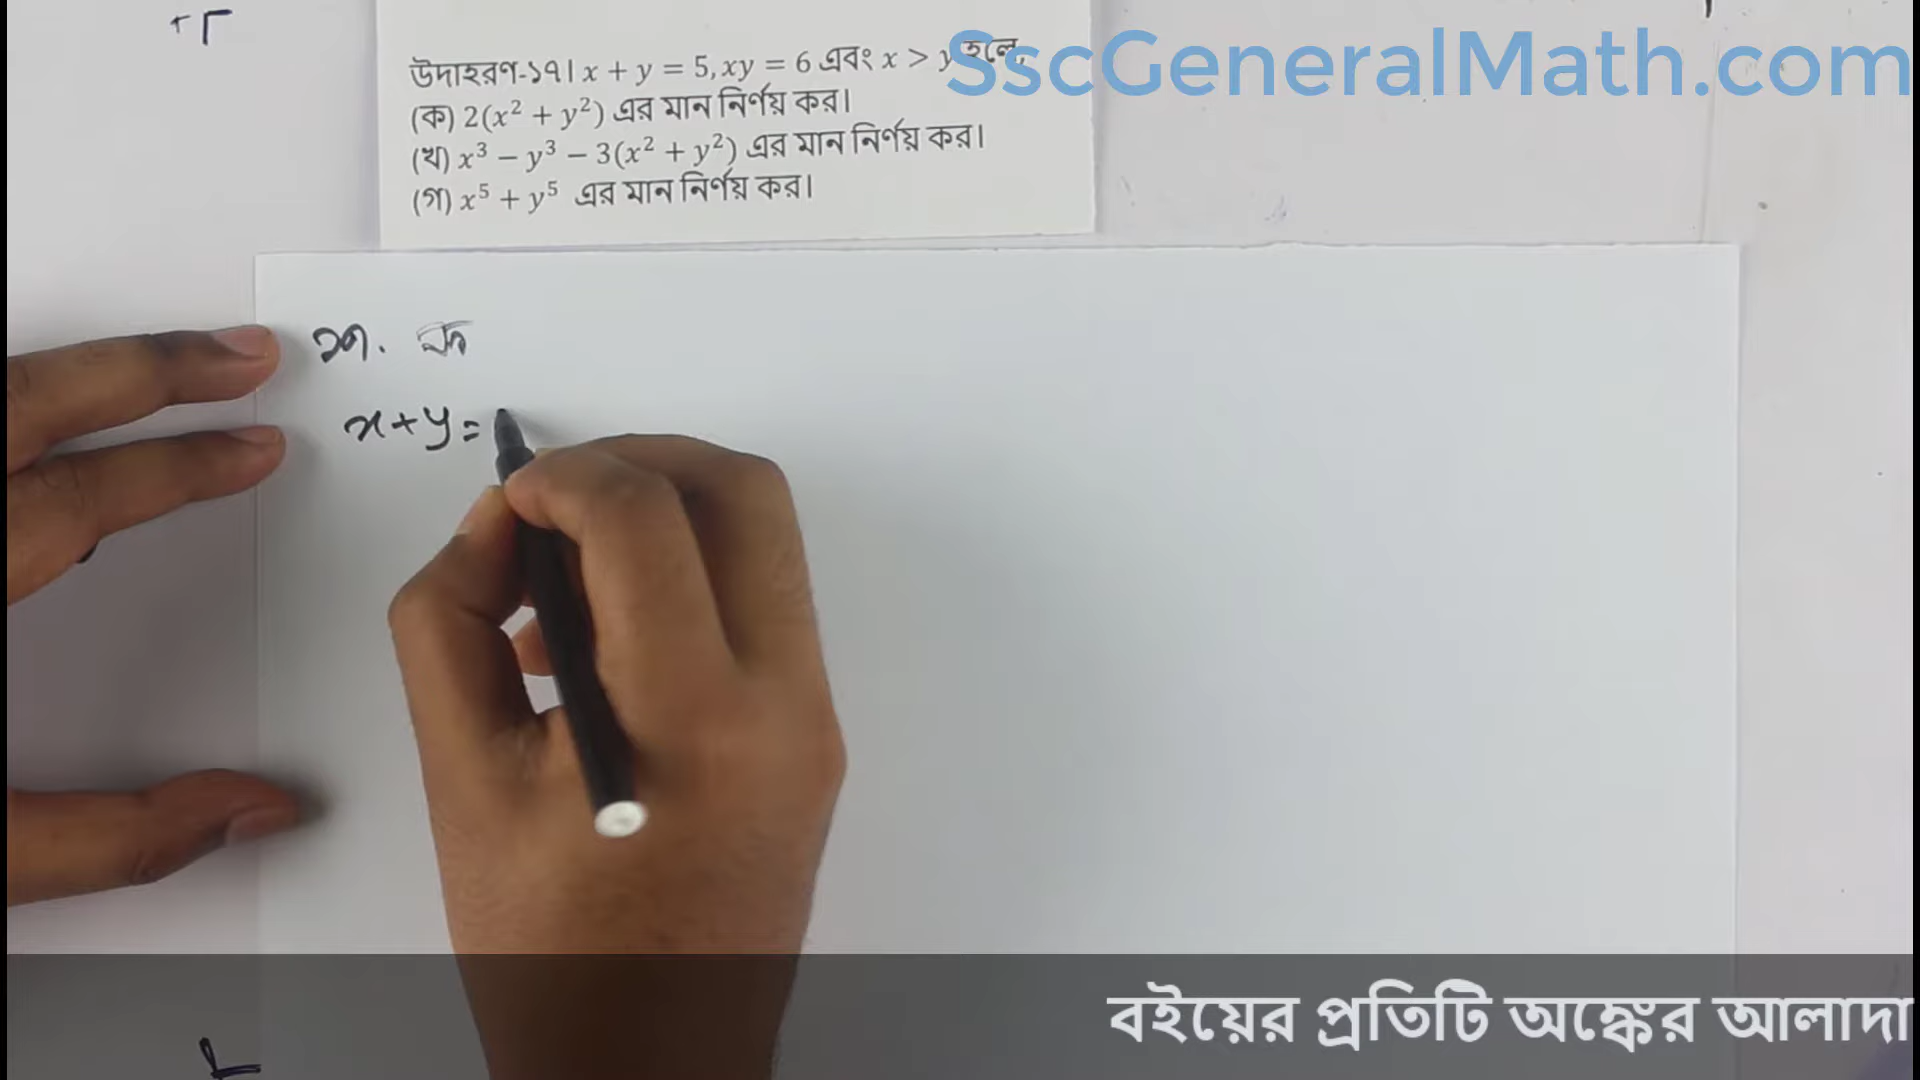 SscGeneralMath.com
উদাহরণ-১৭। x + y = 5, xy = 6 এবং x > y হলে,
(ক) 2(x² + y²) এর মান নির্ণয় কর।
(খ) x³ − y³ − 3(x² + y²) এর মান নির্ণয় কর।
(গ) x⁵ + y⁵ এর মান নির্ণয় কর।
১৭. ক
x+y=
বইয়ের প্রতিটি অঙ্কের আলাদা